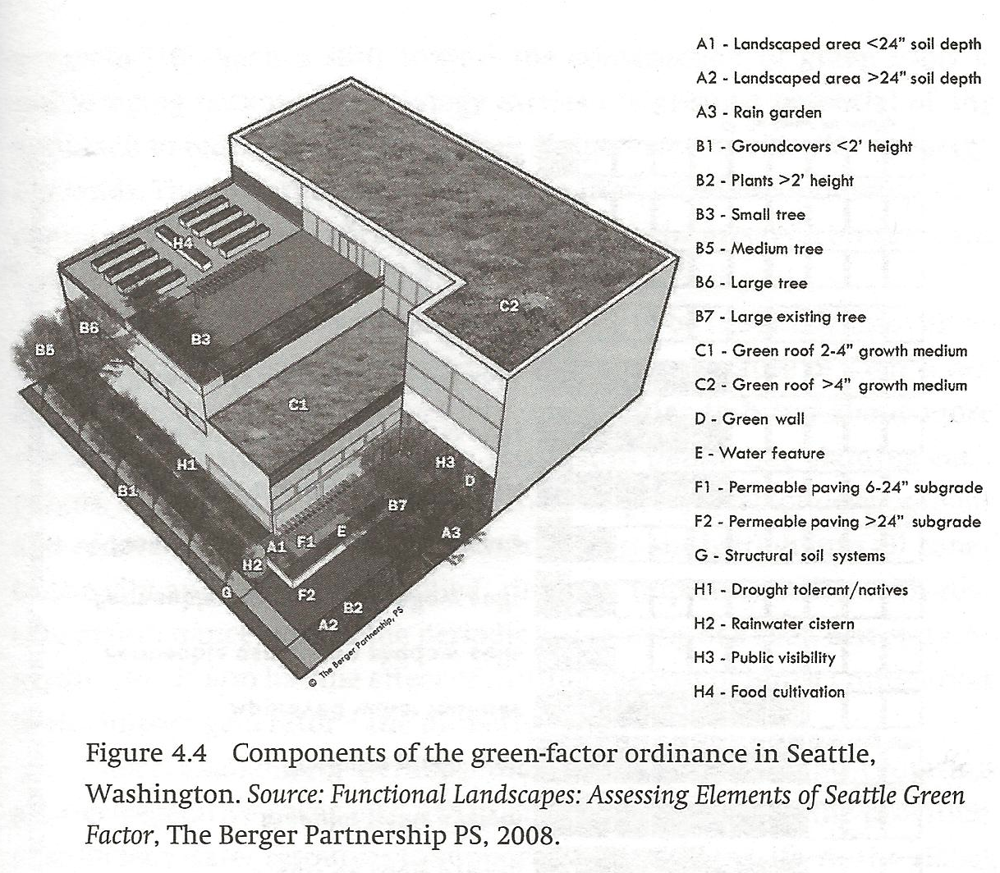 A1 - Landscaped area <24" soil depth
A2 - Landscaped area >24" soil depth
A3 - Rain garden
B1 - Groundcovers <2' height
B2 - Plants >2' height
B3 - Small tree
B5 - Medium tree
B6 - Large tree
B7 - Large existing tree
C1 - Green roof 2-4" growth medium
C2 - Green roof >4" growth medium
D - Green wall
E - Water feature
F1 - Permeable paving 6-24" subgrade
F2 - Permeable paving >24" subgrade
G - Structural soil systems
H1 - Drought tolerant/natives
H2 - Rainwater cistern
H3 - Public visibility
H4 - Food cultivation
H4
C2
B6
B3
B5
C1
H3
H1
D
B1
B7
E
A3
A1
F1
H2
G
F2
B2
A2
© The Berger Partnership, PS
Figure 4.4 Components of the green-factor ordinance in Seattle,
Washington. Source: Functional Landscapes: Assessing Elements of Seattle Green
Factor, The Berger Partnership PS, 2008.